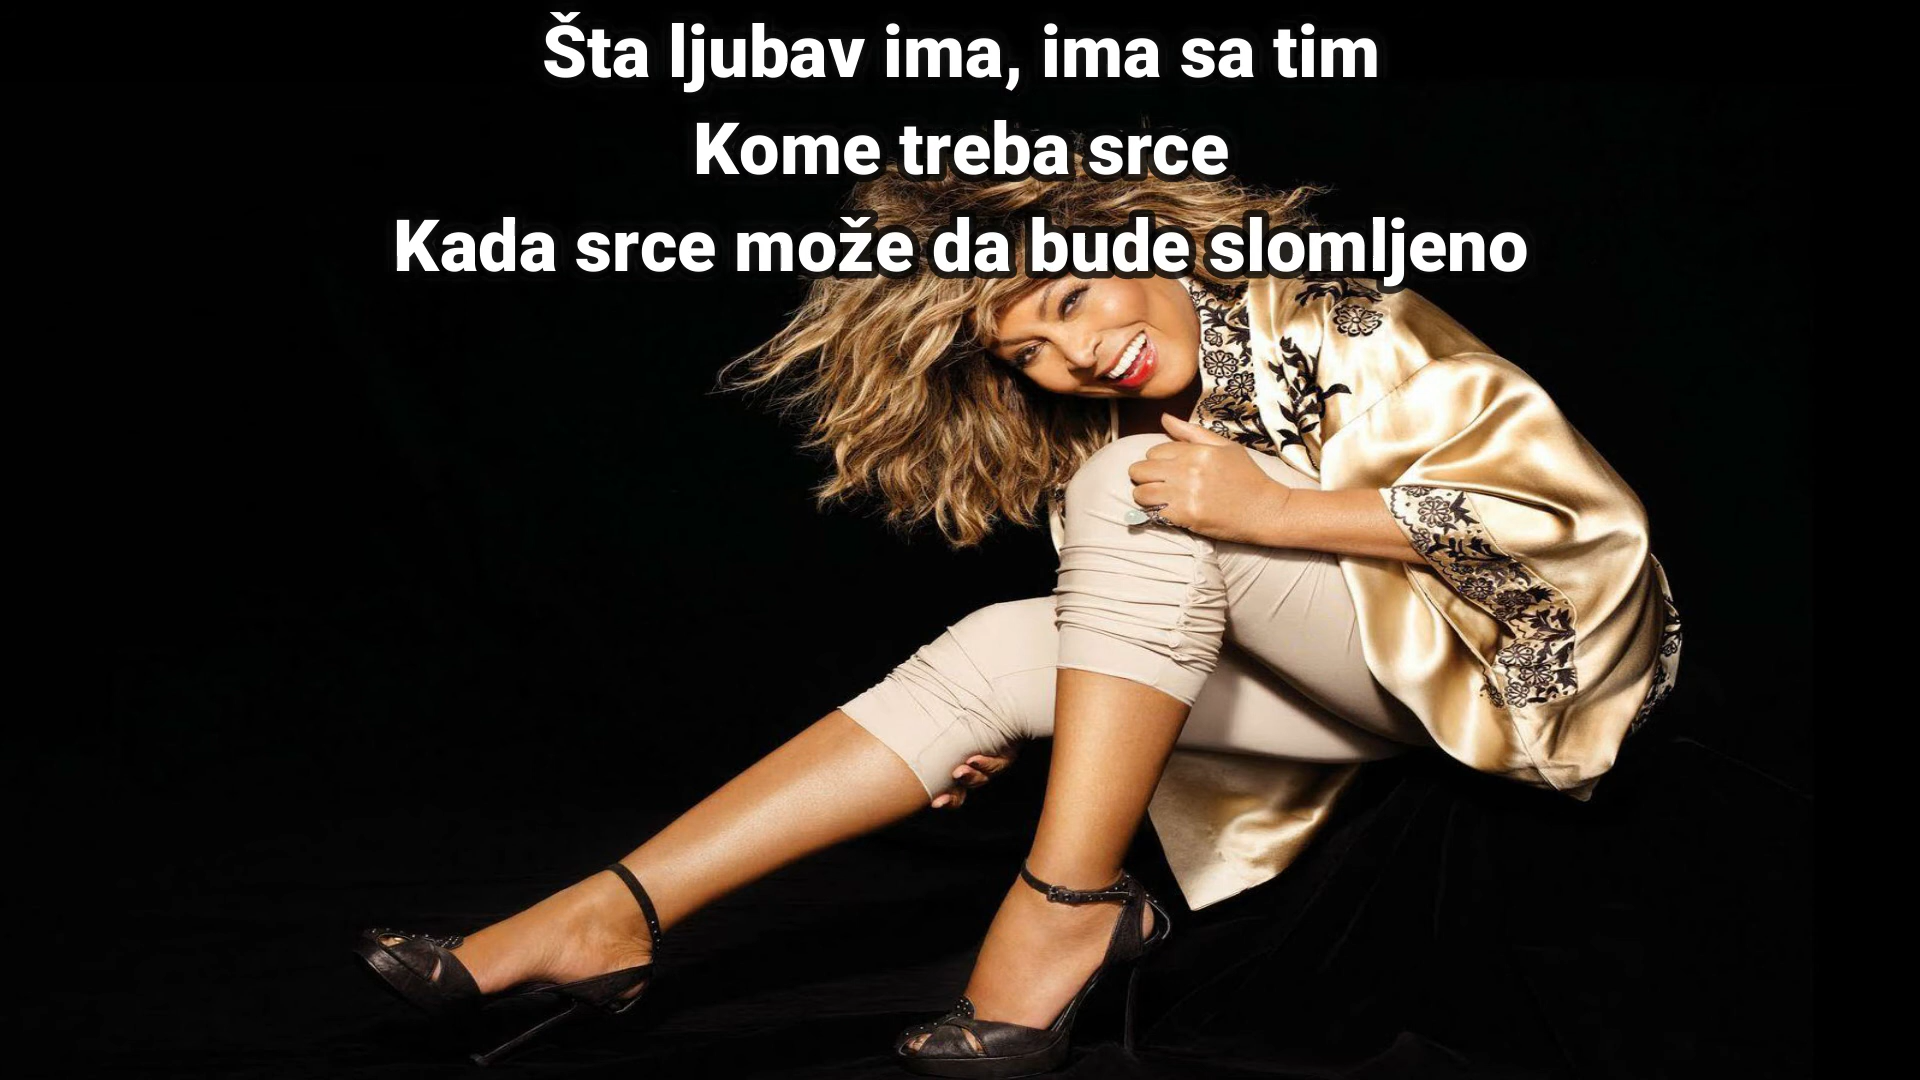 Šta ljubav ima, ima sa tim
Kome treba srce
Kada srce može da bude slomljeno